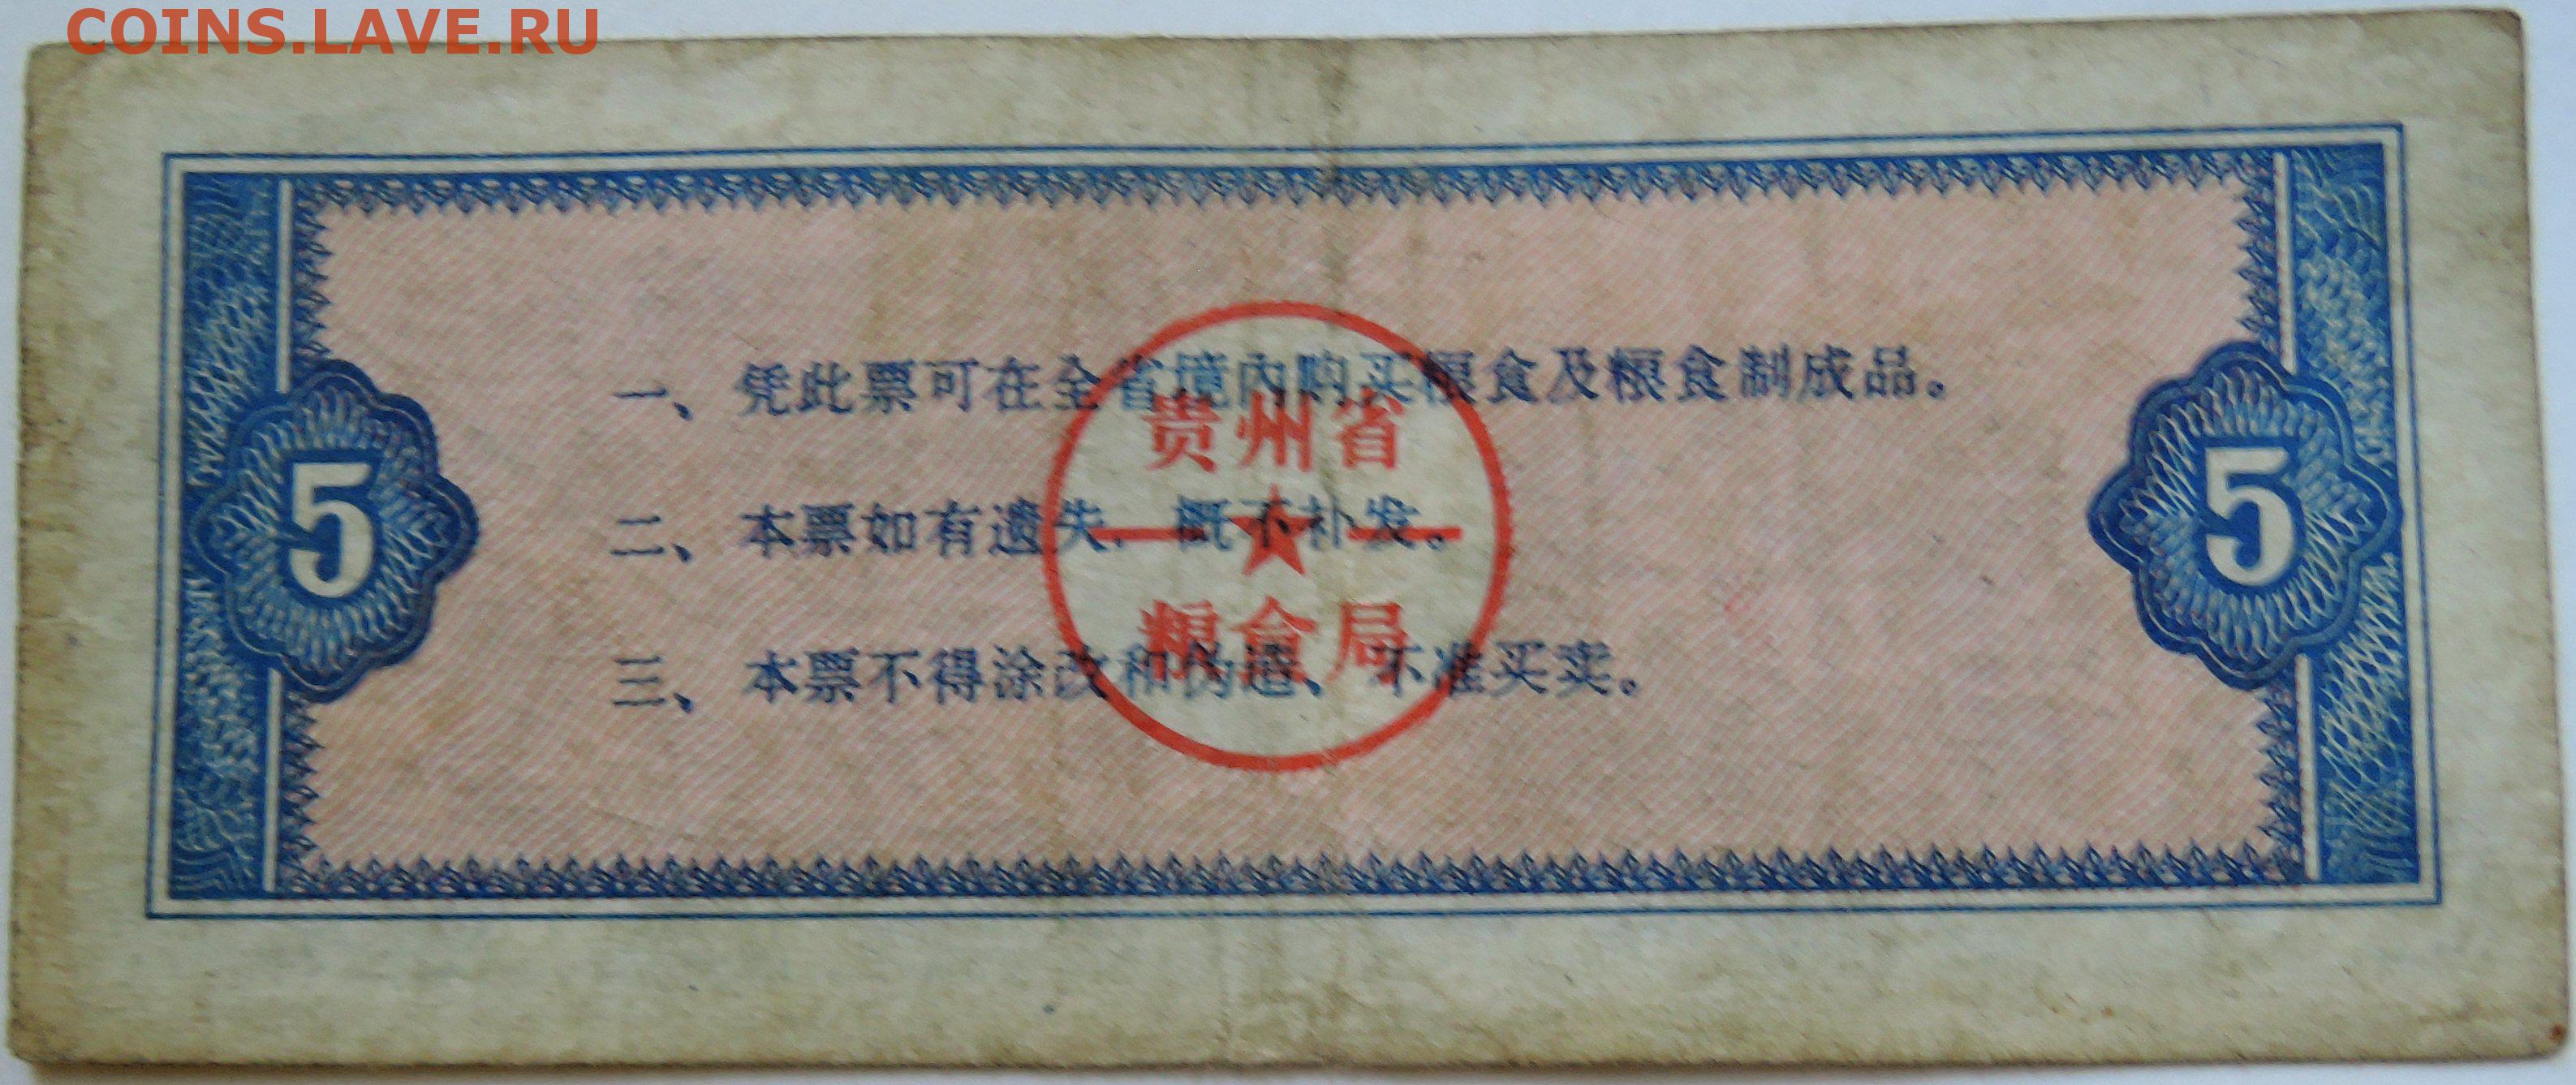 COINS.LAVE.RU
一、凭此票可在全省境内购买粮食及粮食制成品。
贵州省
5
二、本票如有遗失，概不补发。
5
粮食局
三、本票不得涂改和伪造、不准买卖。